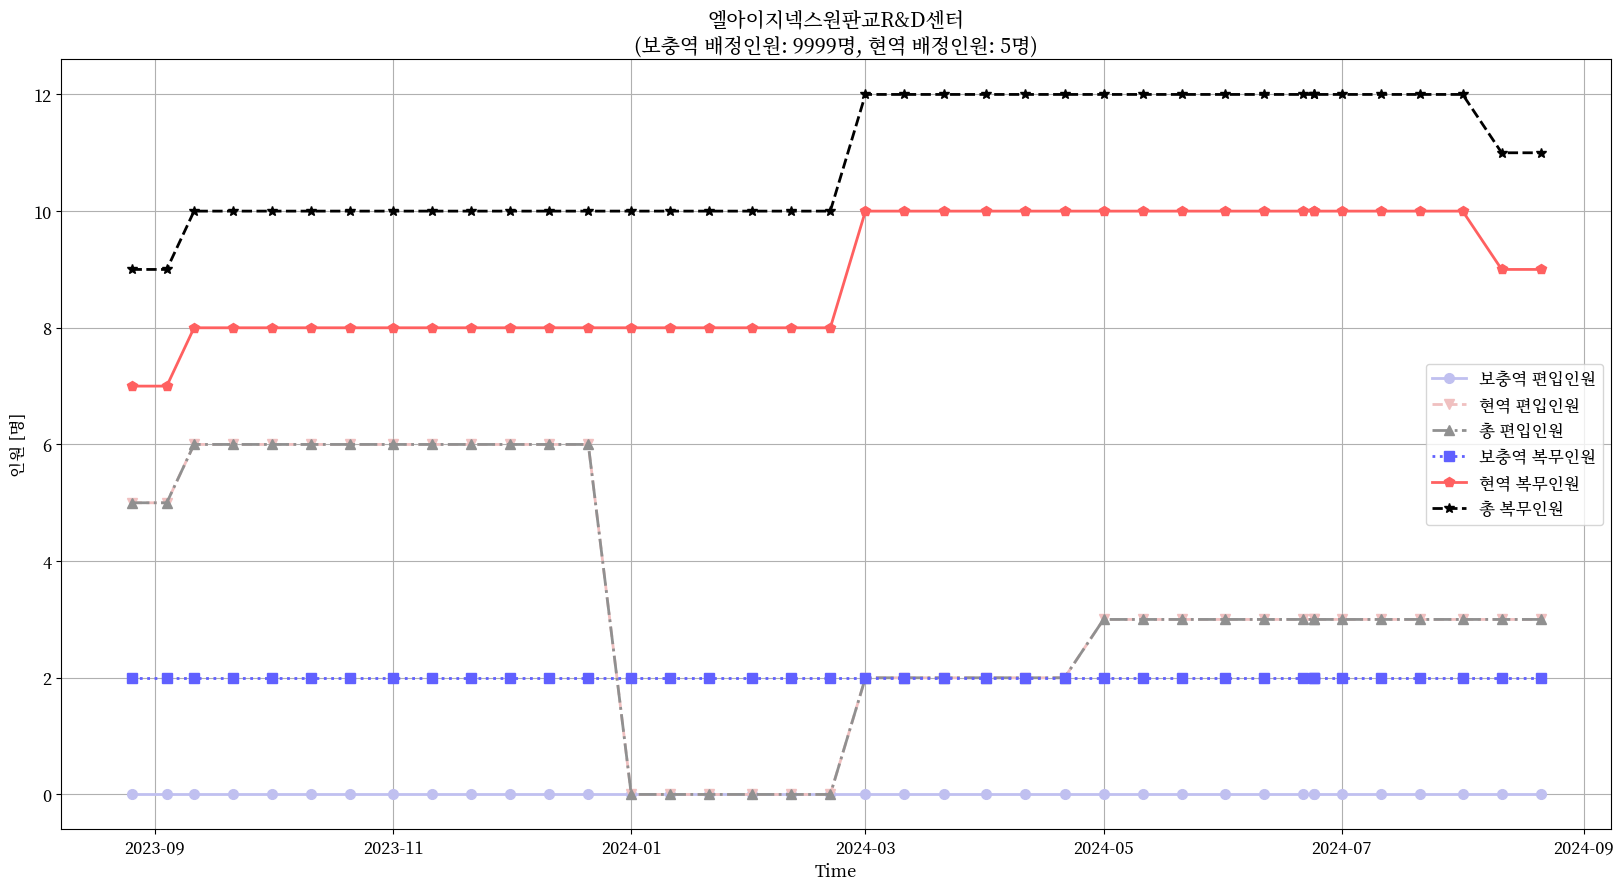 엘아이지넥스원판교R&D센터
(보충역 배정인원: 9999명, 현역 배정인원: 5명)
12
10
8
6
4
2
0
인원 [명]
보충역 편입인원
현역 편입인원
총 편입인원
보충역 복무인원
현역 복무인원
총 복무인원
2023-09 2023-11 2024-01 2024-03 2024-05 2024-07 2024-09
Time